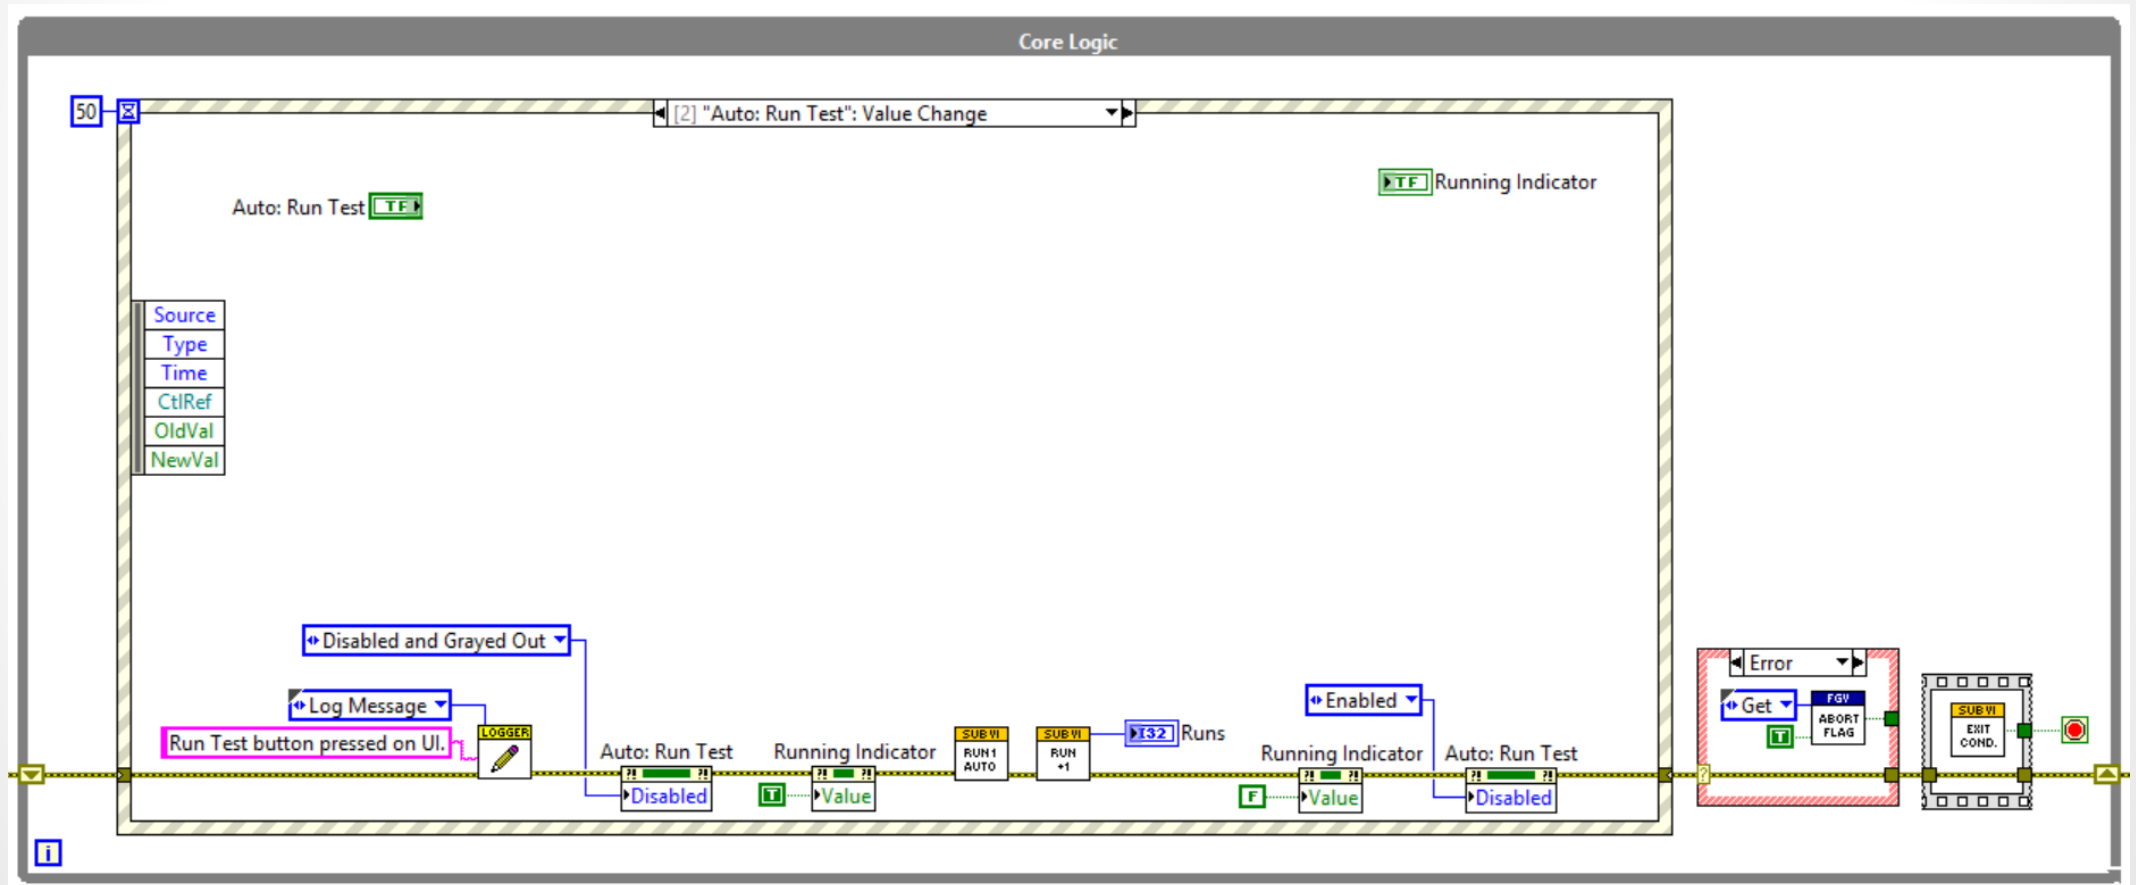 Core Logic
50
[2] "Auto: Run Test": Value Change
TF Running Indicator
Auto: Run Test TF
Source
Type
Time
CtlRef
OldVal
NewVal
Disabled and Grayed Out
Error
Get
FGV
ABORT
FLAG
T
SUB VI
EXIT
COND.
Log Message
Enabled
Run Test button pressed on UI.
LOGGER
Auto: Run Test
?! ?!
Disabled
Running Indicator
?! ?!
T
Value
SUB VI
RUN1
AUTO
SUB VI
RUN
+1
I32 Runs
Running Indicator
?! ?!
F
Value
Auto: Run Test
?! ?!
Disabled
?
i